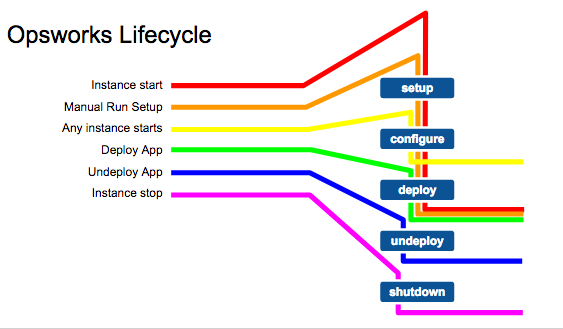 Opsworks Lifecycle
Instance start
Manual Run Setup
Any instance starts
Deploy App
Undeploy App
Instance stop
setup
configure
deploy
undeploy
shutdown